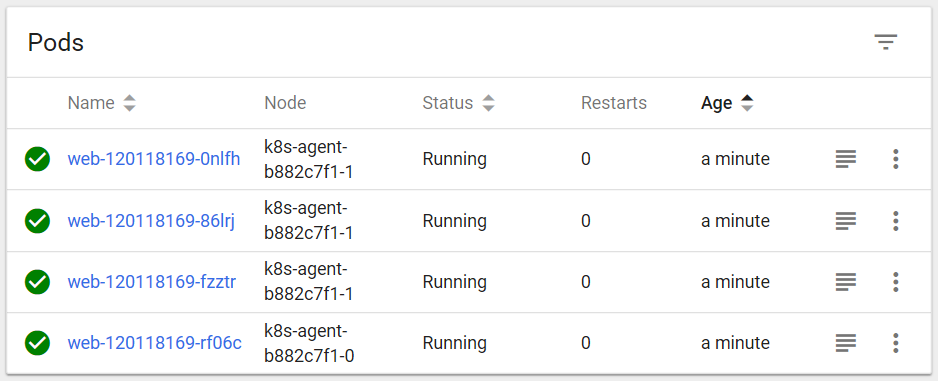 Pods
Name Node Status Restarts Age
web-120118169-0nlfh k8s-agent-b882c7f1-1 Running 0 a minute
web-120118169-86lrj k8s-agent-b882c7f1-1 Running 0 a minute
web-120118169-fzztr k8s-agent-b882c7f1-1 Running 0 a minute
web-120118169-rf06c k8s-agent-b882c7f1-0 Running 0 a minute